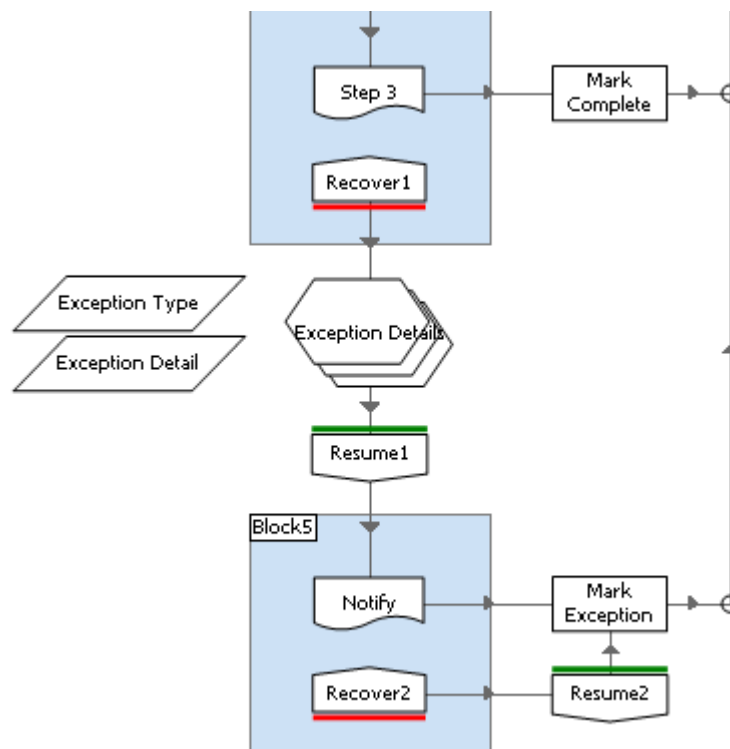 Step 3
Mark
Complete
Recover1
Exception Type
Exception Details
Exception Detail
Resume1
Block5
Notify
Mark
Exception
Recover2
Resume2